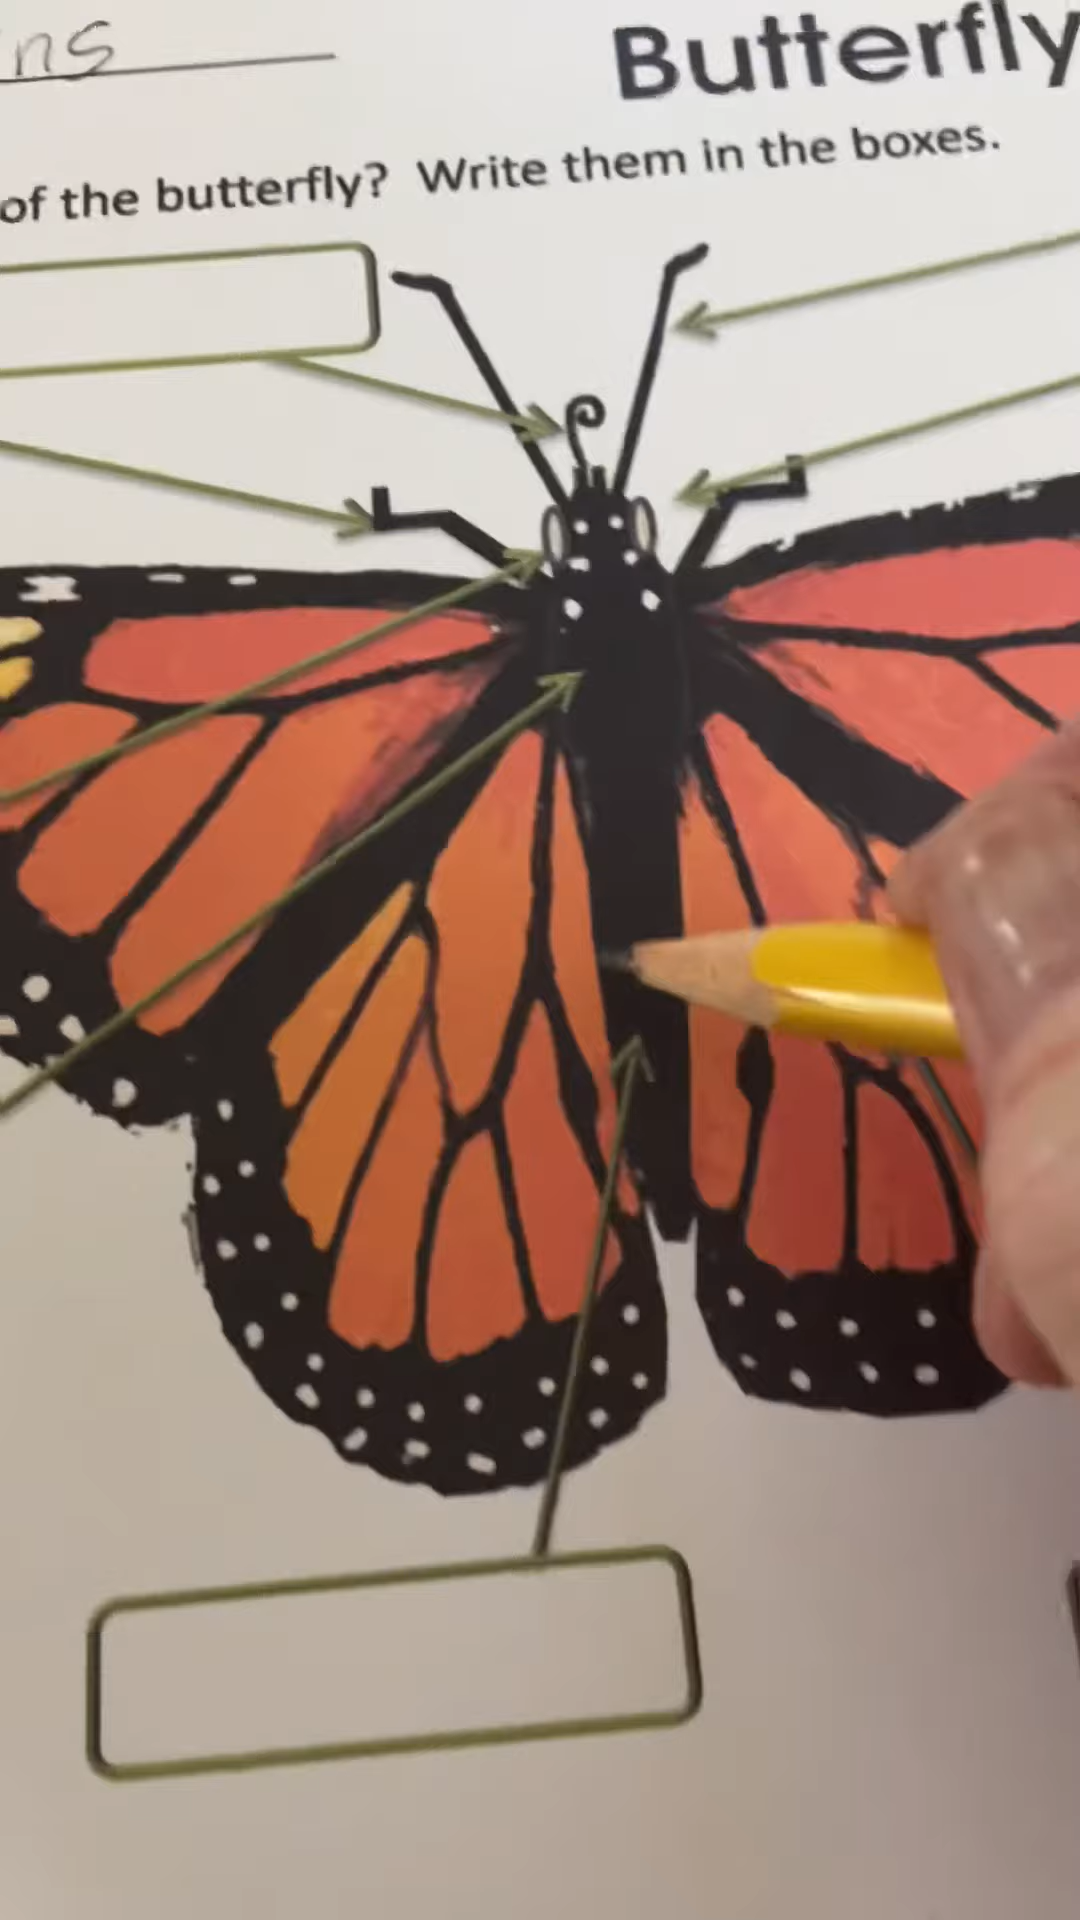 ns
Butterfly
of the butterfly? Write them in the boxes.